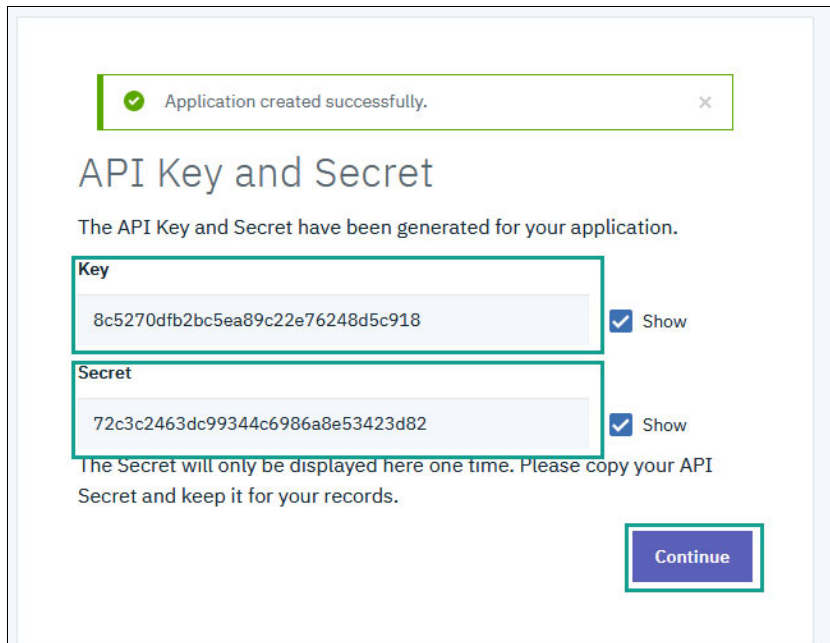 Application created successfully.
API Key and Secret
The API Key and Secret have been generated for your application.
Key
8c5270dfb2bc5ea89c22e76248d5c918
Show
Secret
72c3c2463dc99344c6986a8e53423d82
Show
The Secret will only be displayed here one time. Please copy your API
Secret and keep it for your records.
Continue